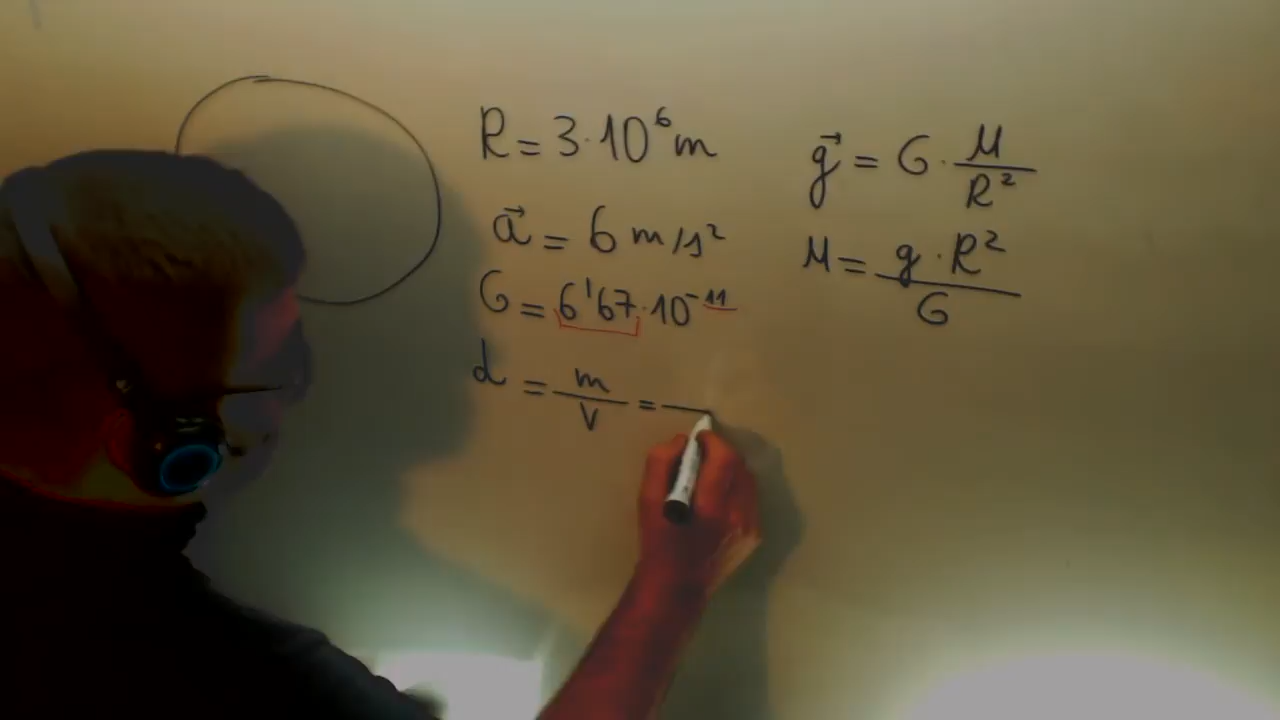 R = 3·10⁶ m
a⃗ = 6 m/s²
G = 6'67·10⁻¹¹
d = m/V =
g⃗ = G · M/R²
M = g · R²/G